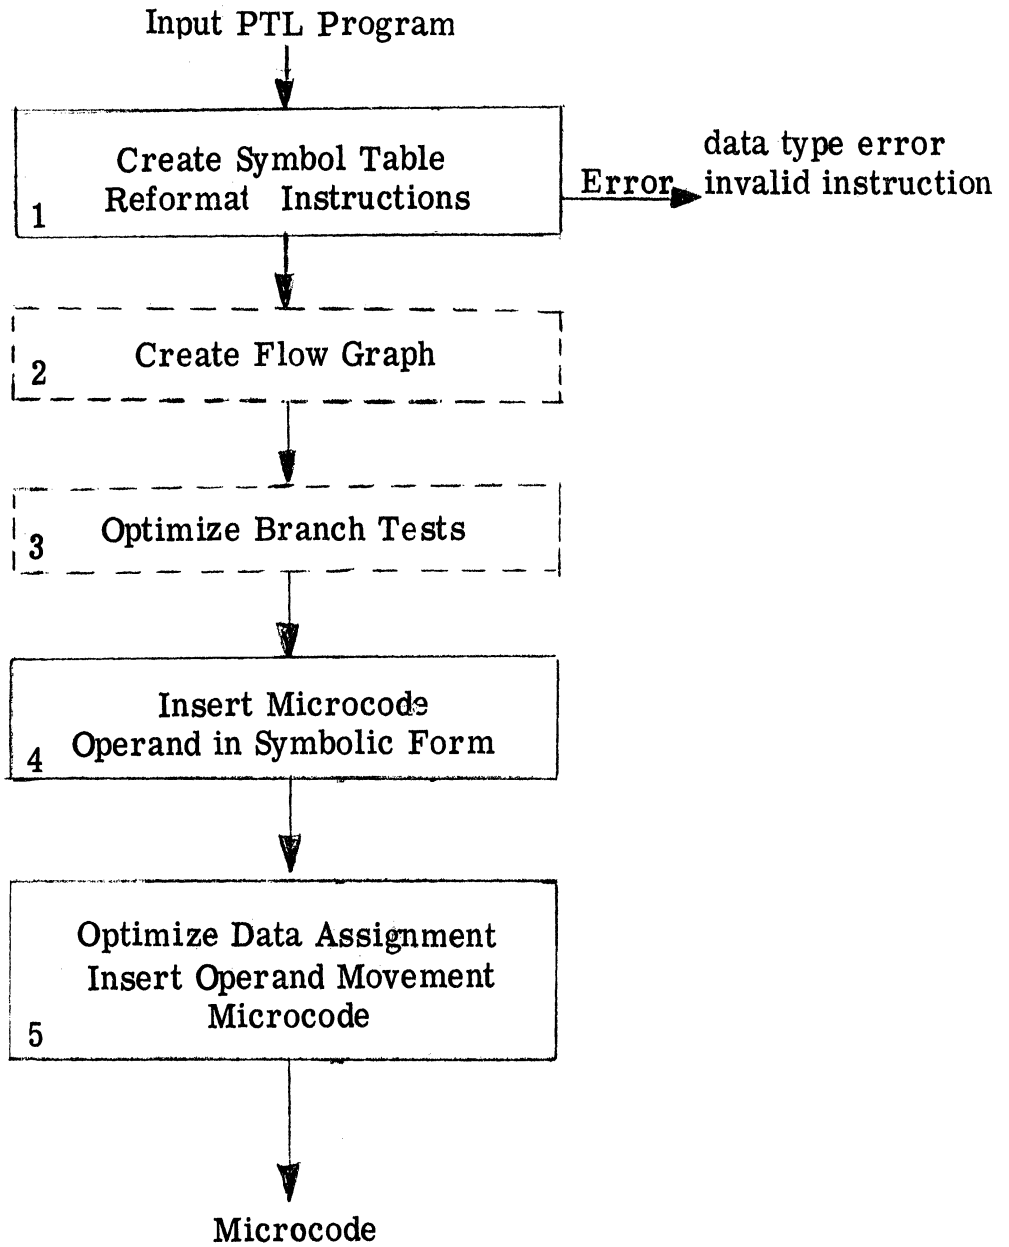 Input PTL Program
Create Symbol Table
Reformat Instructions
1
Error
data type error
invalid instruction
Create Flow Graph
2
Optimize Branch Tests
3
Insert Microcode
Operand in Symbolic Form
4
Optimize Data Assignment
Insert Operand Movement
Microcode
5
Microcode